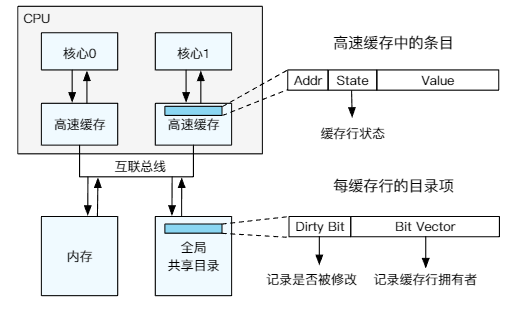 CPU
核心0
核心1
高速缓存
高速缓存
互联总线
内存
全局
共享目录
高速缓存中的条目
Addr State Value
缓存行状态
每缓存行的目录项
Dirty Bit Bit Vector
记录是否被修改 记录缓存行拥有者